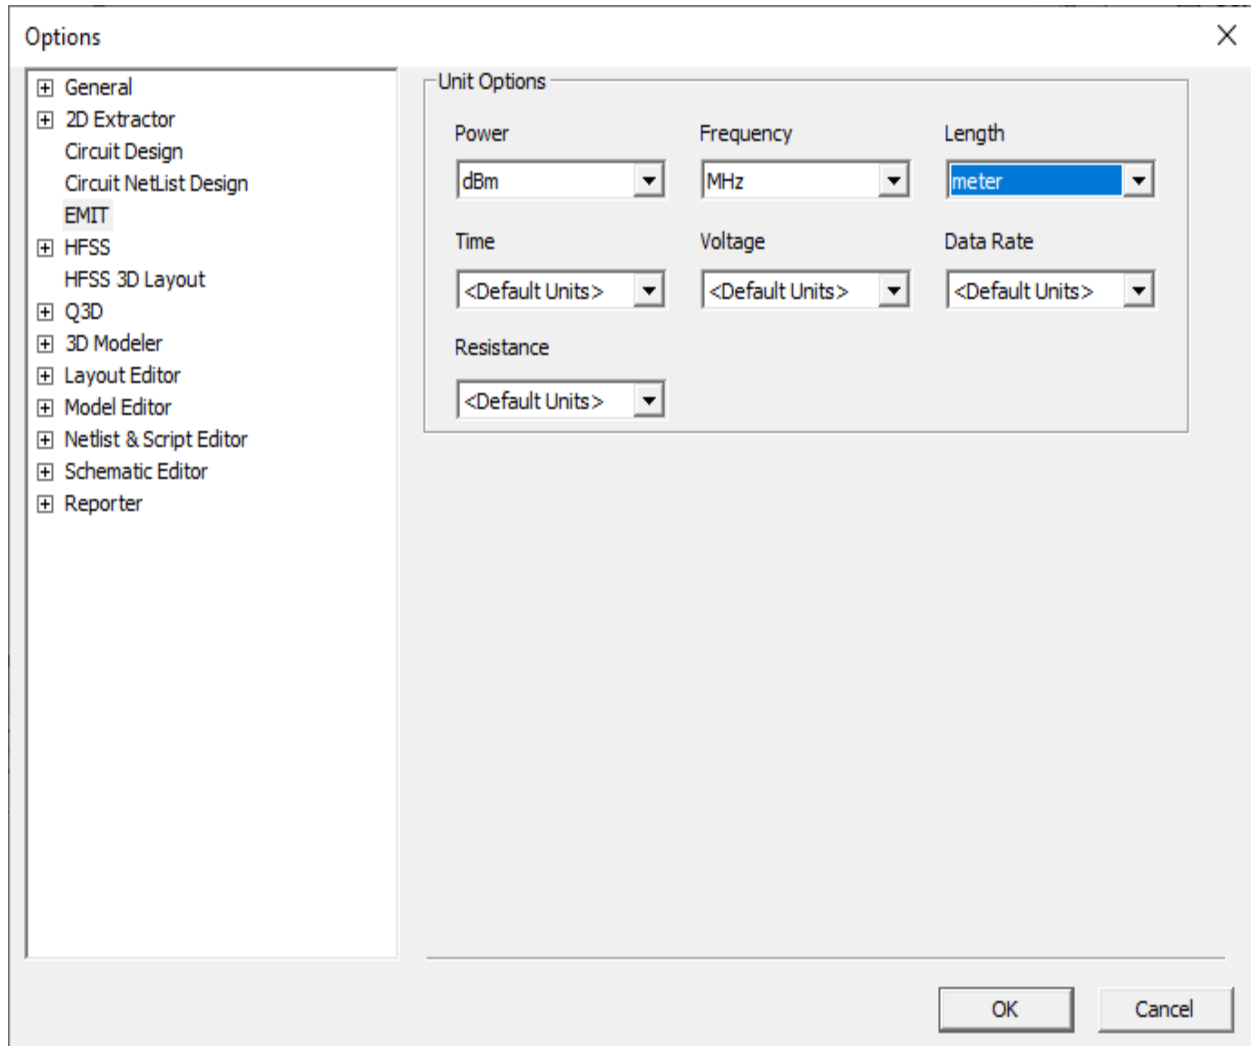 Options
General
2D Extractor
Circuit Design
Circuit NetList Design
EMIT
HFSS
HFSS 3D Layout
Q3D
3D Modeler
Layout Editor
Model Editor
Netlist & Script Editor
Schematic Editor
Reporter
Unit Options
Power Frequency Length
dBm MHz meter
Time Voltage Data Rate
<Default Units> <Default Units> <Default Units>
Resistance
<Default Units>
OK Cancel